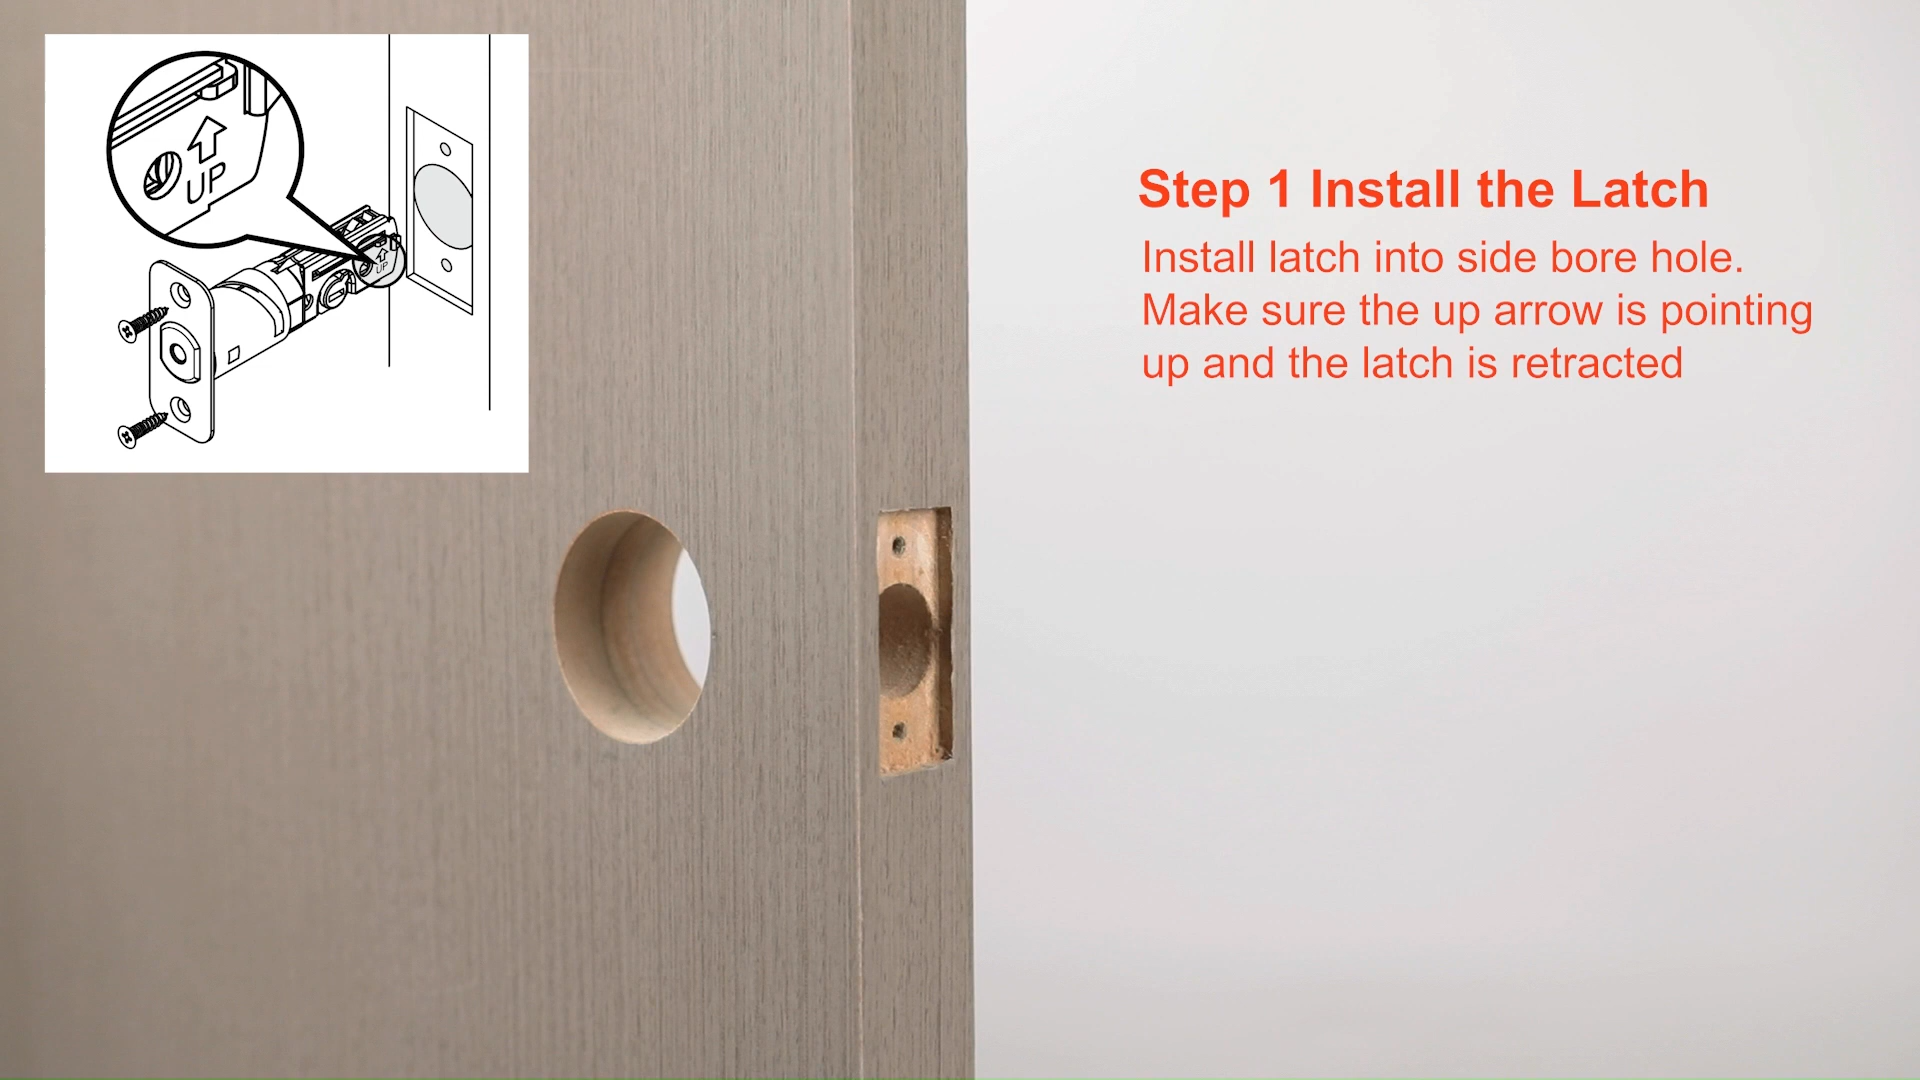 UP
UP
Step 1 Install the Latch
Install latch into side bore hole.
Make sure the up arrow is pointing
up and the latch is retracted